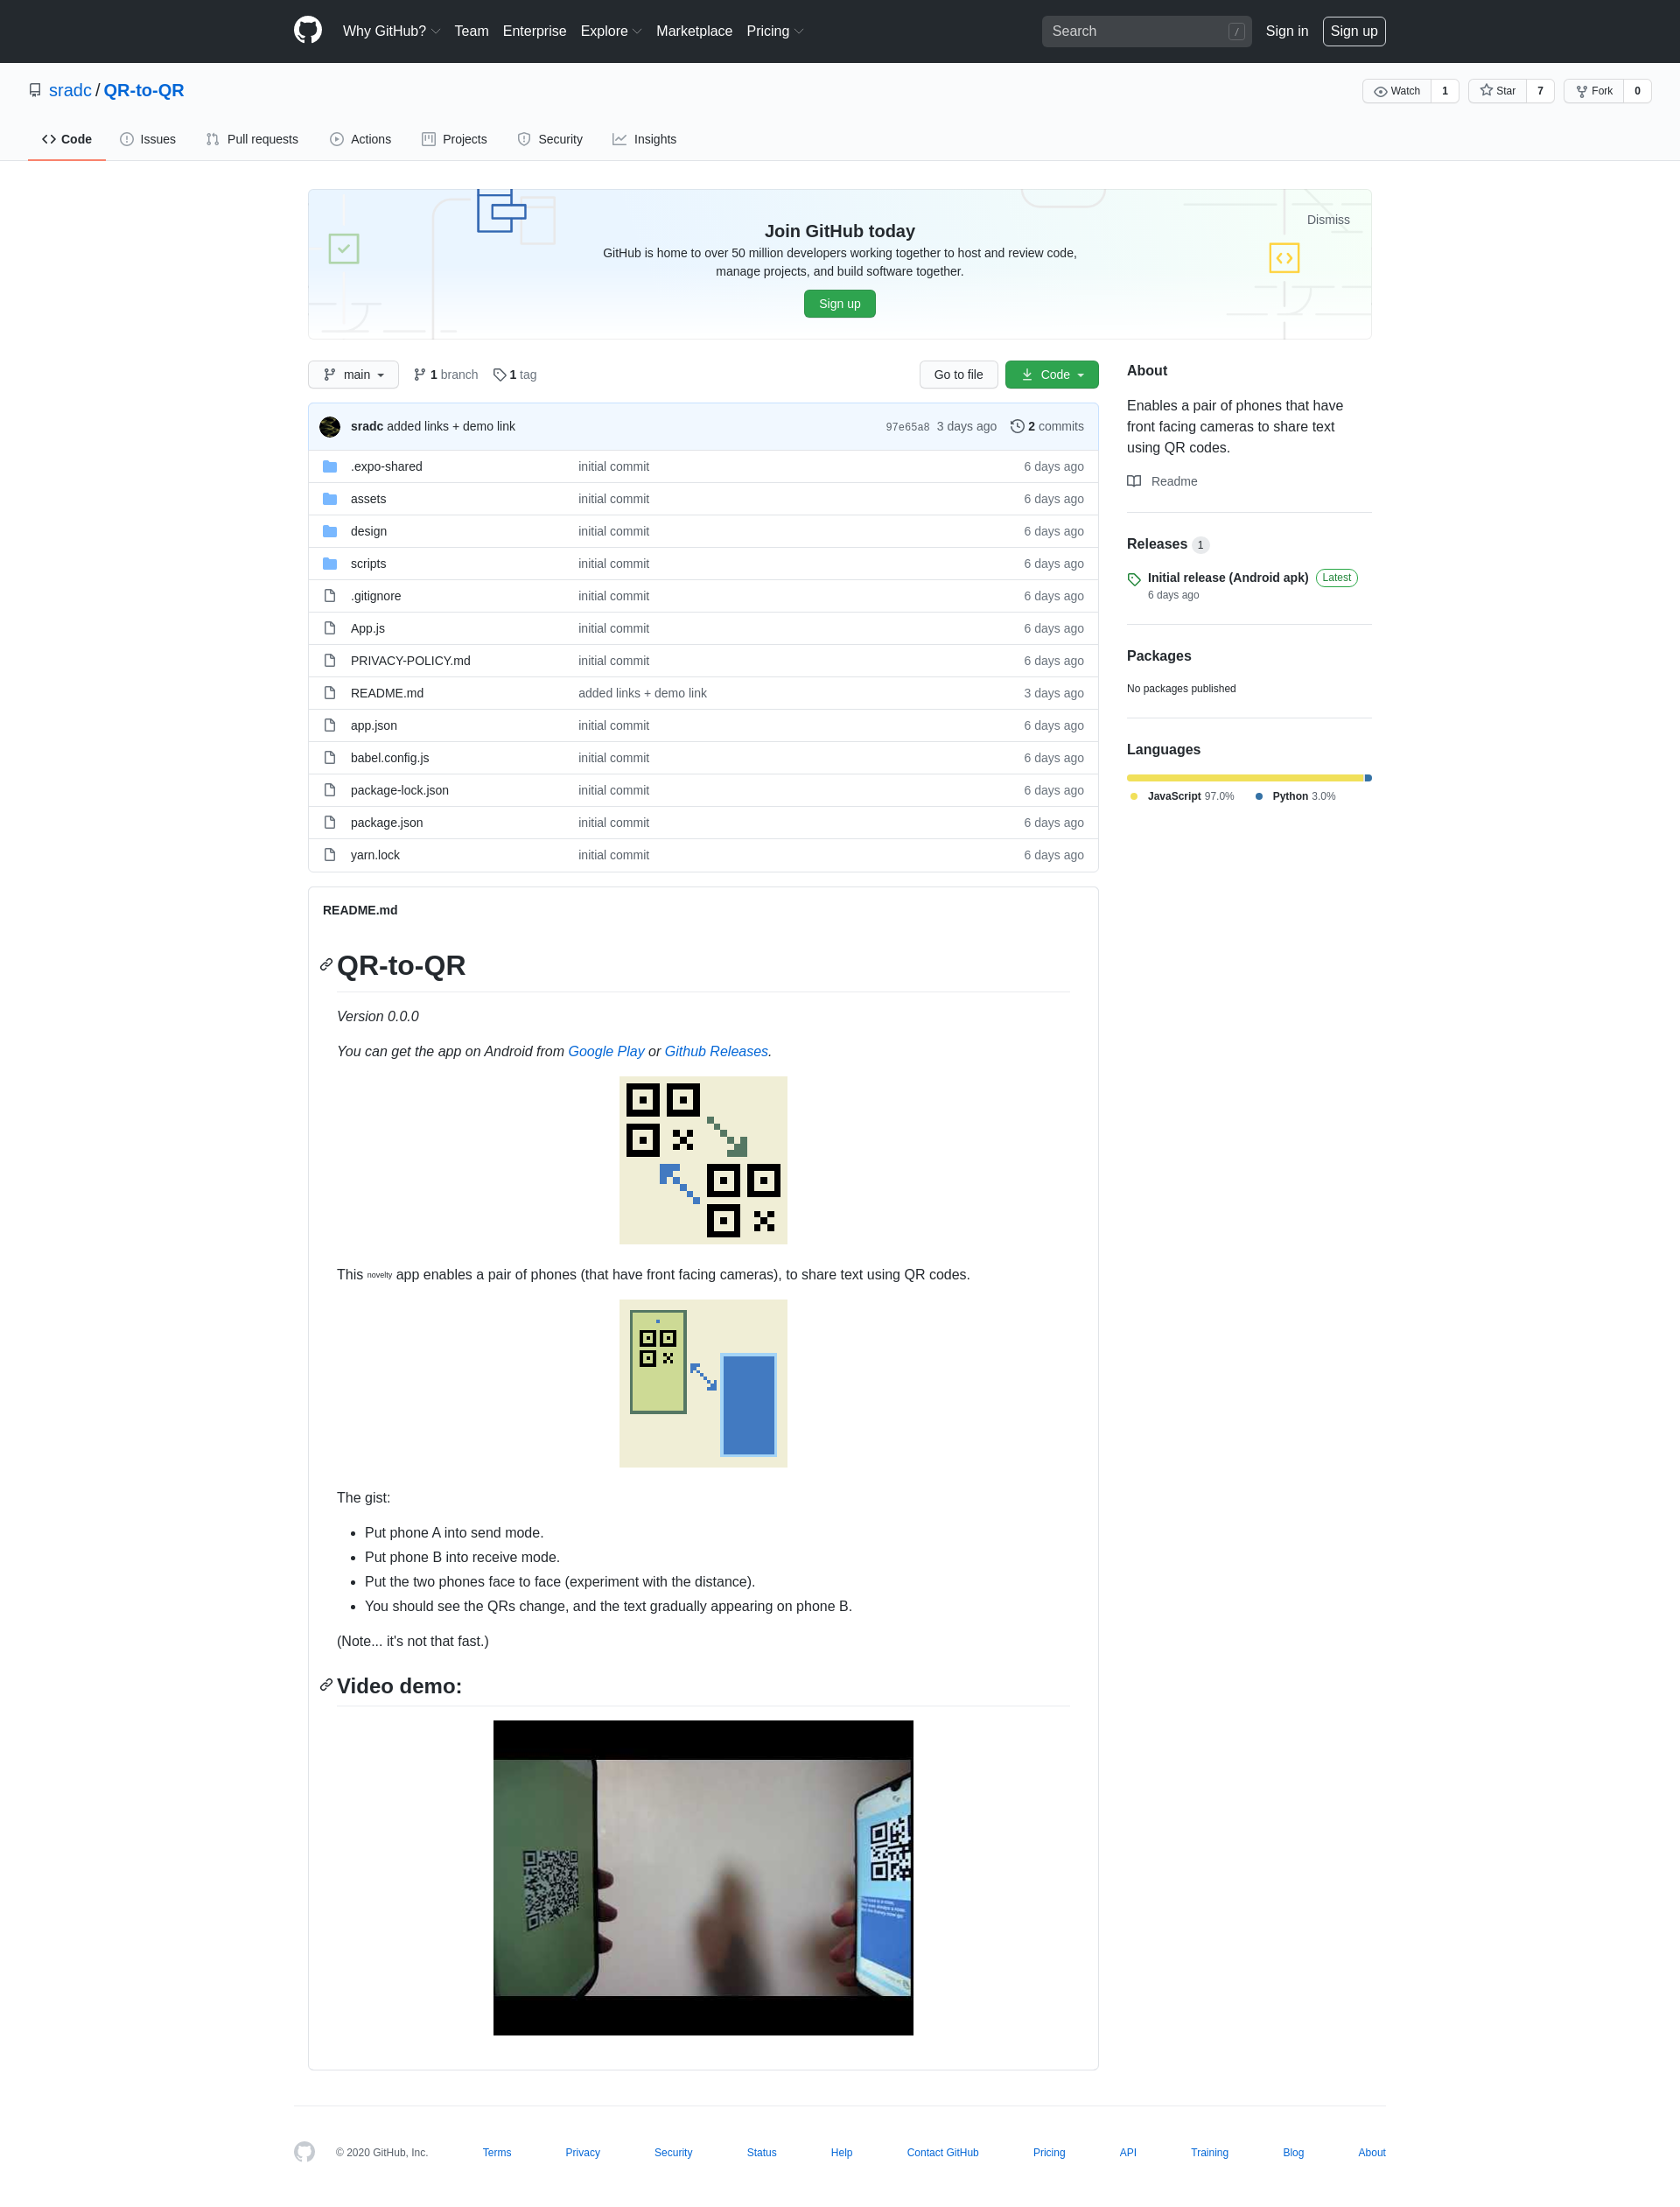 Why GitHub? Team Enterprise Explore Marketplace Pricing Search / Sign in Sign up
sradc / QR-to-QR Watch 1 Star 7 Fork 0
Code Issues Pull requests Actions Projects Security Insights
Dismiss
Join GitHub today
GitHub is home to over 50 million developers working together to host and review code,
manage projects, and build software together.
Sign up
main 1 branch 1 tag Go to file Code
sradc added links + demo link 97e65a8 3 days ago 2 commits
.expo-shared initial commit 6 days ago
assets initial commit 6 days ago
design initial commit 6 days ago
scripts initial commit 6 days ago
.gitignore initial commit 6 days ago
App.js initial commit 6 days ago
PRIVACY-POLICY.md initial commit 6 days ago
README.md added links + demo link 3 days ago
app.json initial commit 6 days ago
babel.config.js initial commit 6 days ago
package-lock.json initial commit 6 days ago
package.json initial commit 6 days ago
yarn.lock initial commit 6 days ago
About
Enables a pair of phones that have
front facing cameras to share text
using QR codes.
Readme
Releases 1
Initial release (Android apk) Latest
6 days ago
Packages
No packages published
Languages
JavaScript 97.0% Python 3.0%
README.md
QR-to-QR
Version 0.0.0
You can get the app on Android from Google Play or Github Releases.
This novelty app enables a pair of phones (that have front facing cameras), to share text using QR codes.
The gist:
Put phone A into send mode.
Put phone B into receive mode.
Put the two phones face to face (experiment with the distance).
You should see the QRs change, and the text gradually appearing on phone B.
(Note... it's not that fast.)
Video demo:
© 2020 GitHub, Inc. Terms Privacy Security Status Help Contact GitHub Pricing API Training Blog About